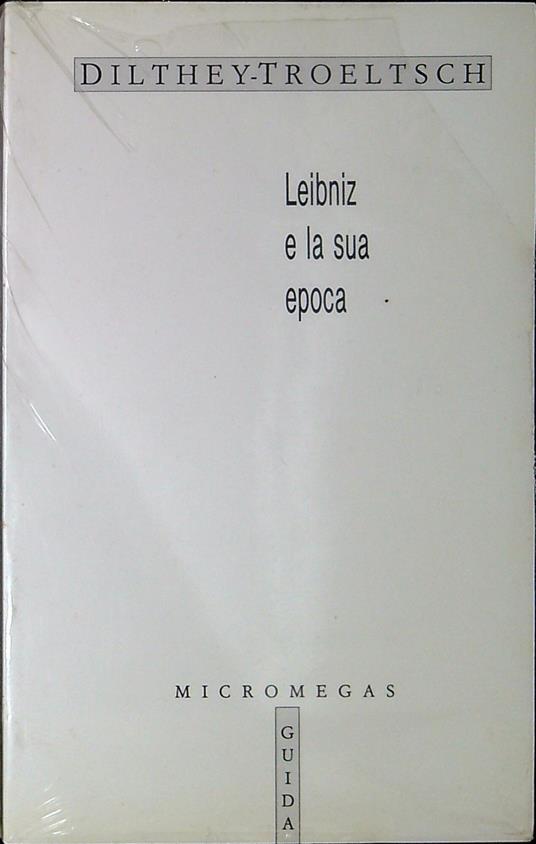 DILTHEY-TROELTSCH
Leibniz
e la sua
epoca
MICROMEGAS
GUIDA